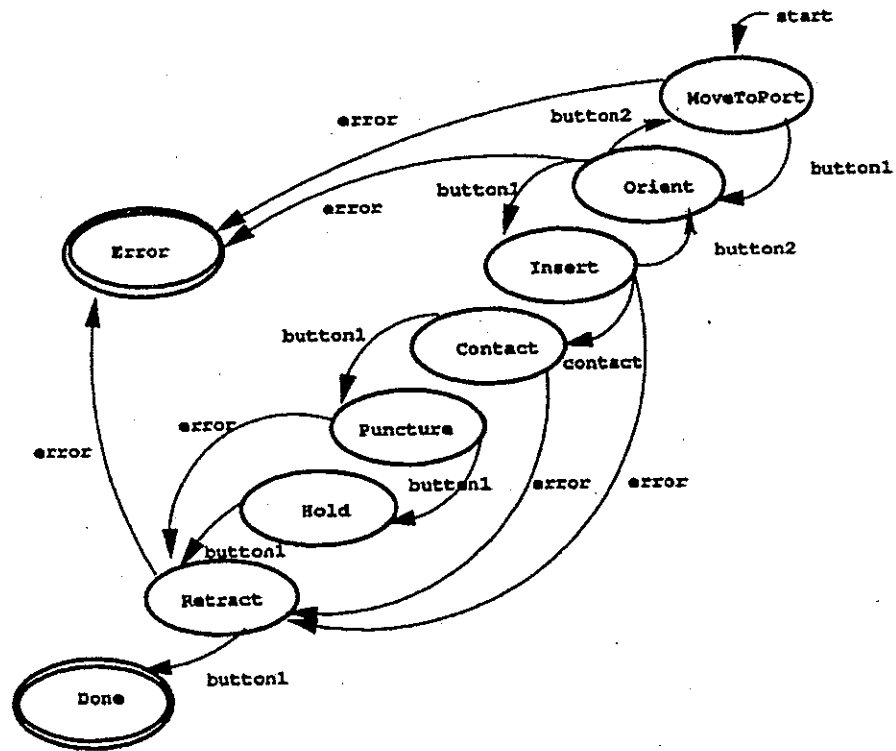 start
MoveToPort
error
button2
button1
Orient
button1
error
Error
Insert
button2
button1
Contact
contact
error
Puncture
error
button1
error
error
Hold
button1
Retract
button1
Done